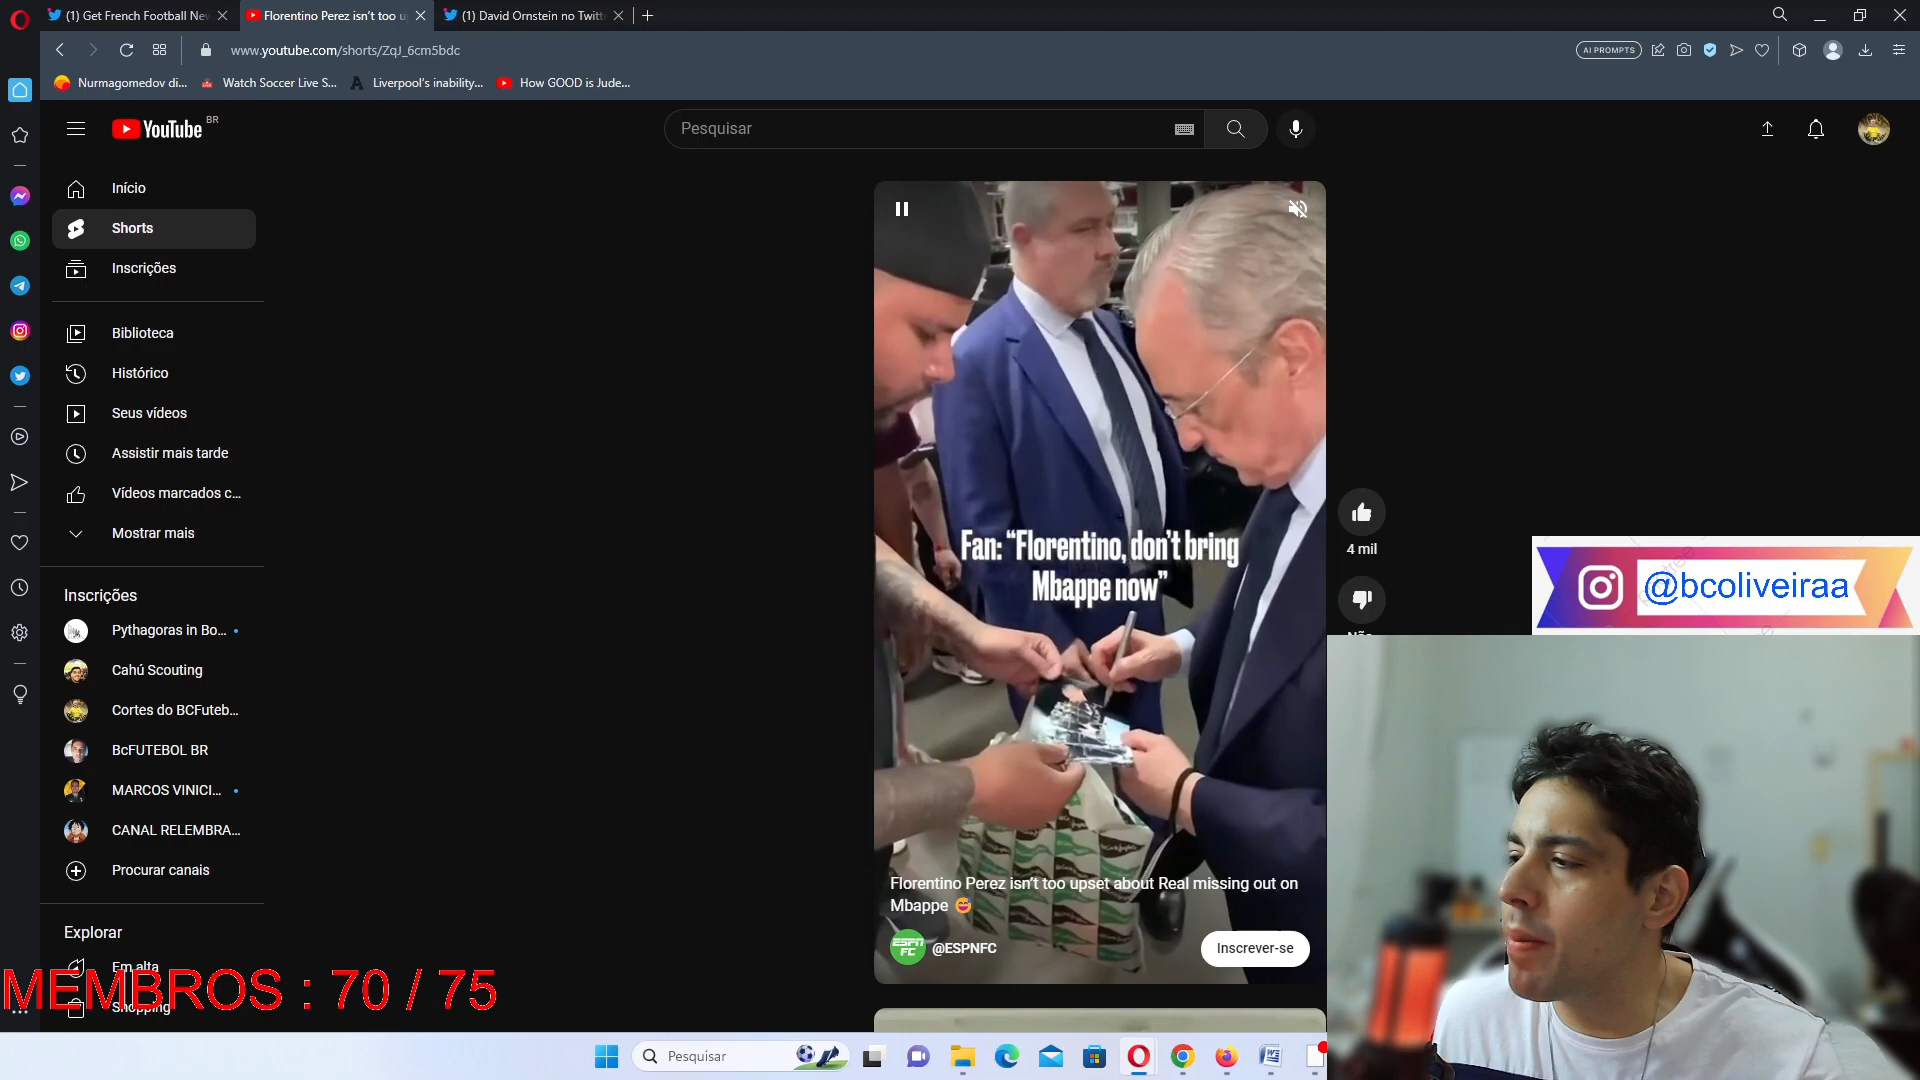 (1) Get French Football Nev
Florentino Perez isn't too u
(1) David Ornstein no Twitt
www.youtube.com/shorts/ZqJ_6cm5bdc
AI PROMPTS
Nurmagomedov di...
Watch Soccer Live S...
Liverpool's inability...
How GOOD is Jude...
YouTube
BR
Pesquisar
Início
Shorts
Inscrições
Biblioteca
Histórico
Seus vídeos
Assistir mais tarde
Vídeos marcados c...
Mostrar mais
Inscrições
Pythagoras in Bo...
Cahú Scouting
Cortes do BCFuteb...
BcFUTEBOL BR
MARCOS VINICI...
CANAL RELEMBRA...
Procurar canais
Explorar
Em alta
Shopping
MEMBROS : 70 / 75
Fan: "Florentino, don't bring
Mbappe now"
Florentino Perez isn't too upset about Real missing out on
Mbappe 😅
ESPN
FC
@ESPNFC
Inscrever-se
4 mil
@bcoliveiraa
Pesquisar